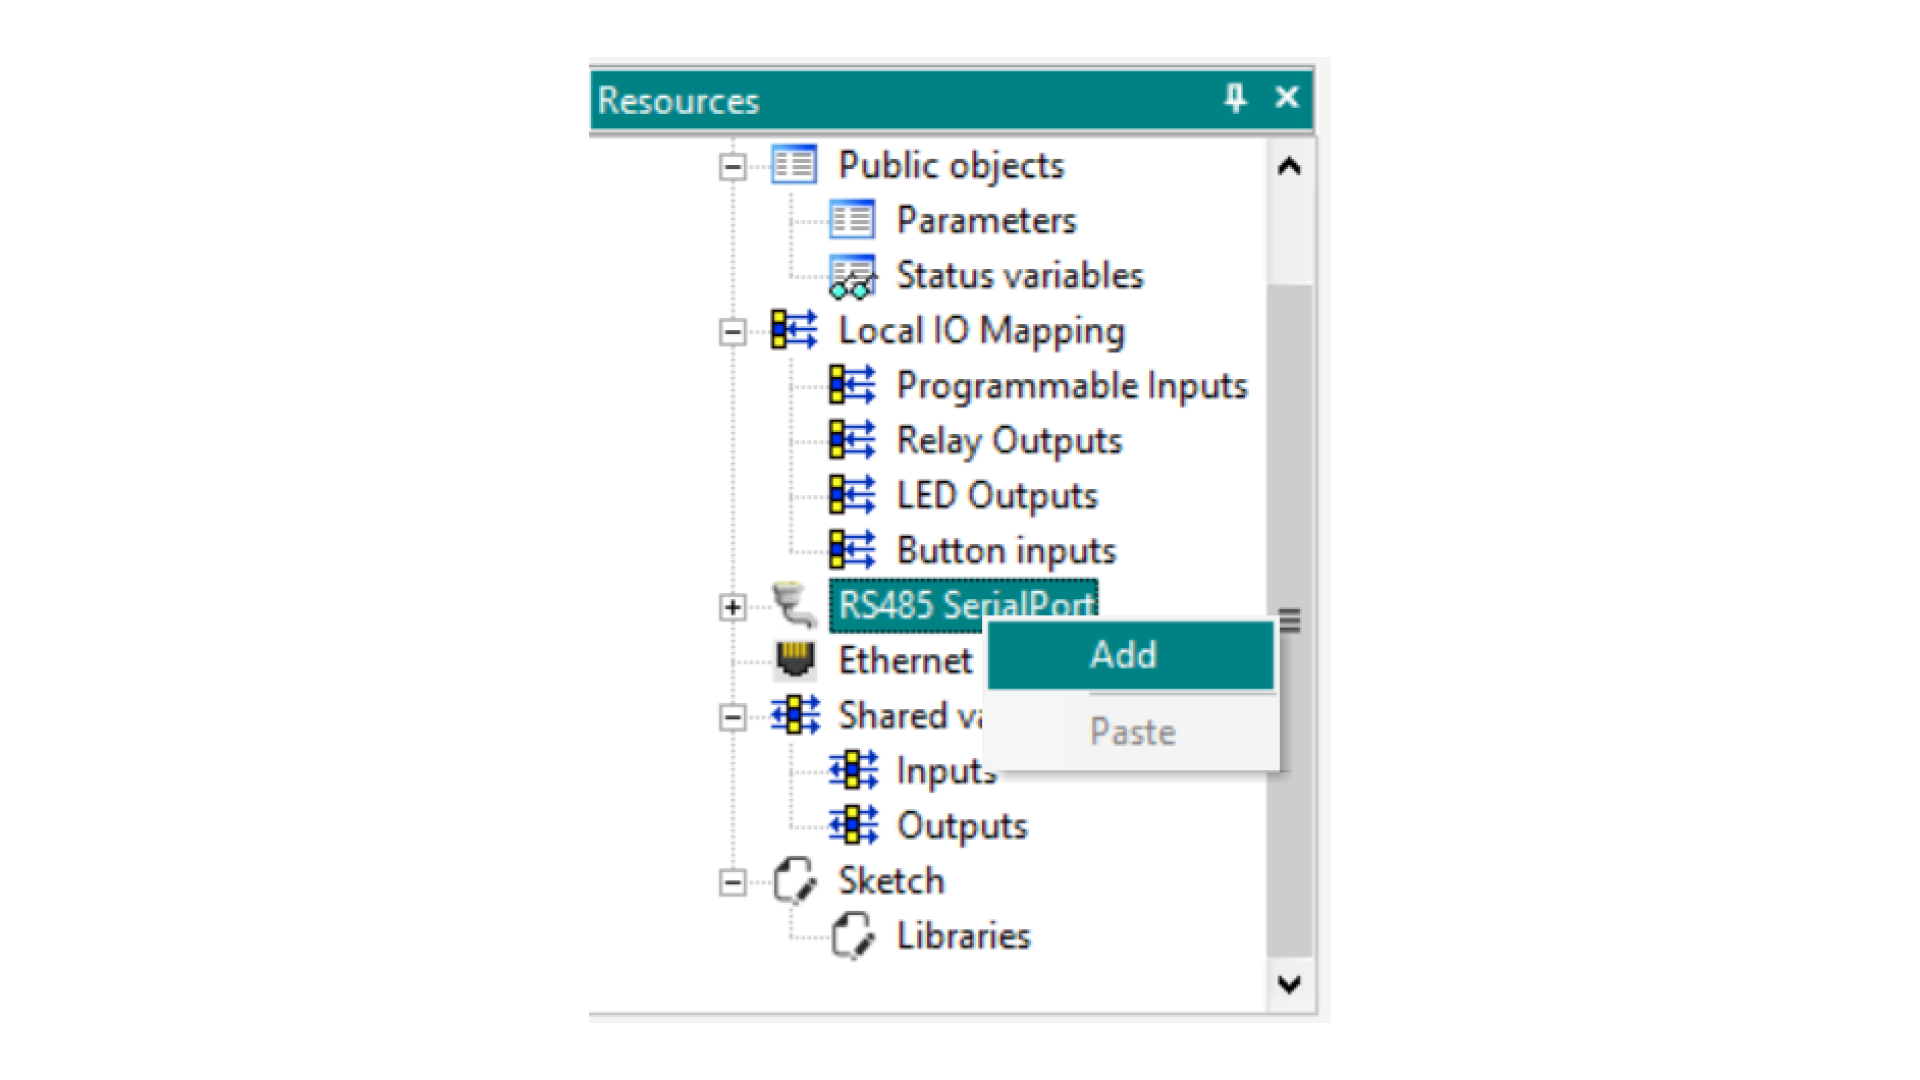 Resources
Public objects
Parameters
Status variables
Local IO Mapping
Programmable Inputs
Relay Outputs
LED Outputs
Button inputs
RS485 SerialPort
Add
Ethernet
Shared
Paste
Inputs
Outputs
Sketch
Libraries